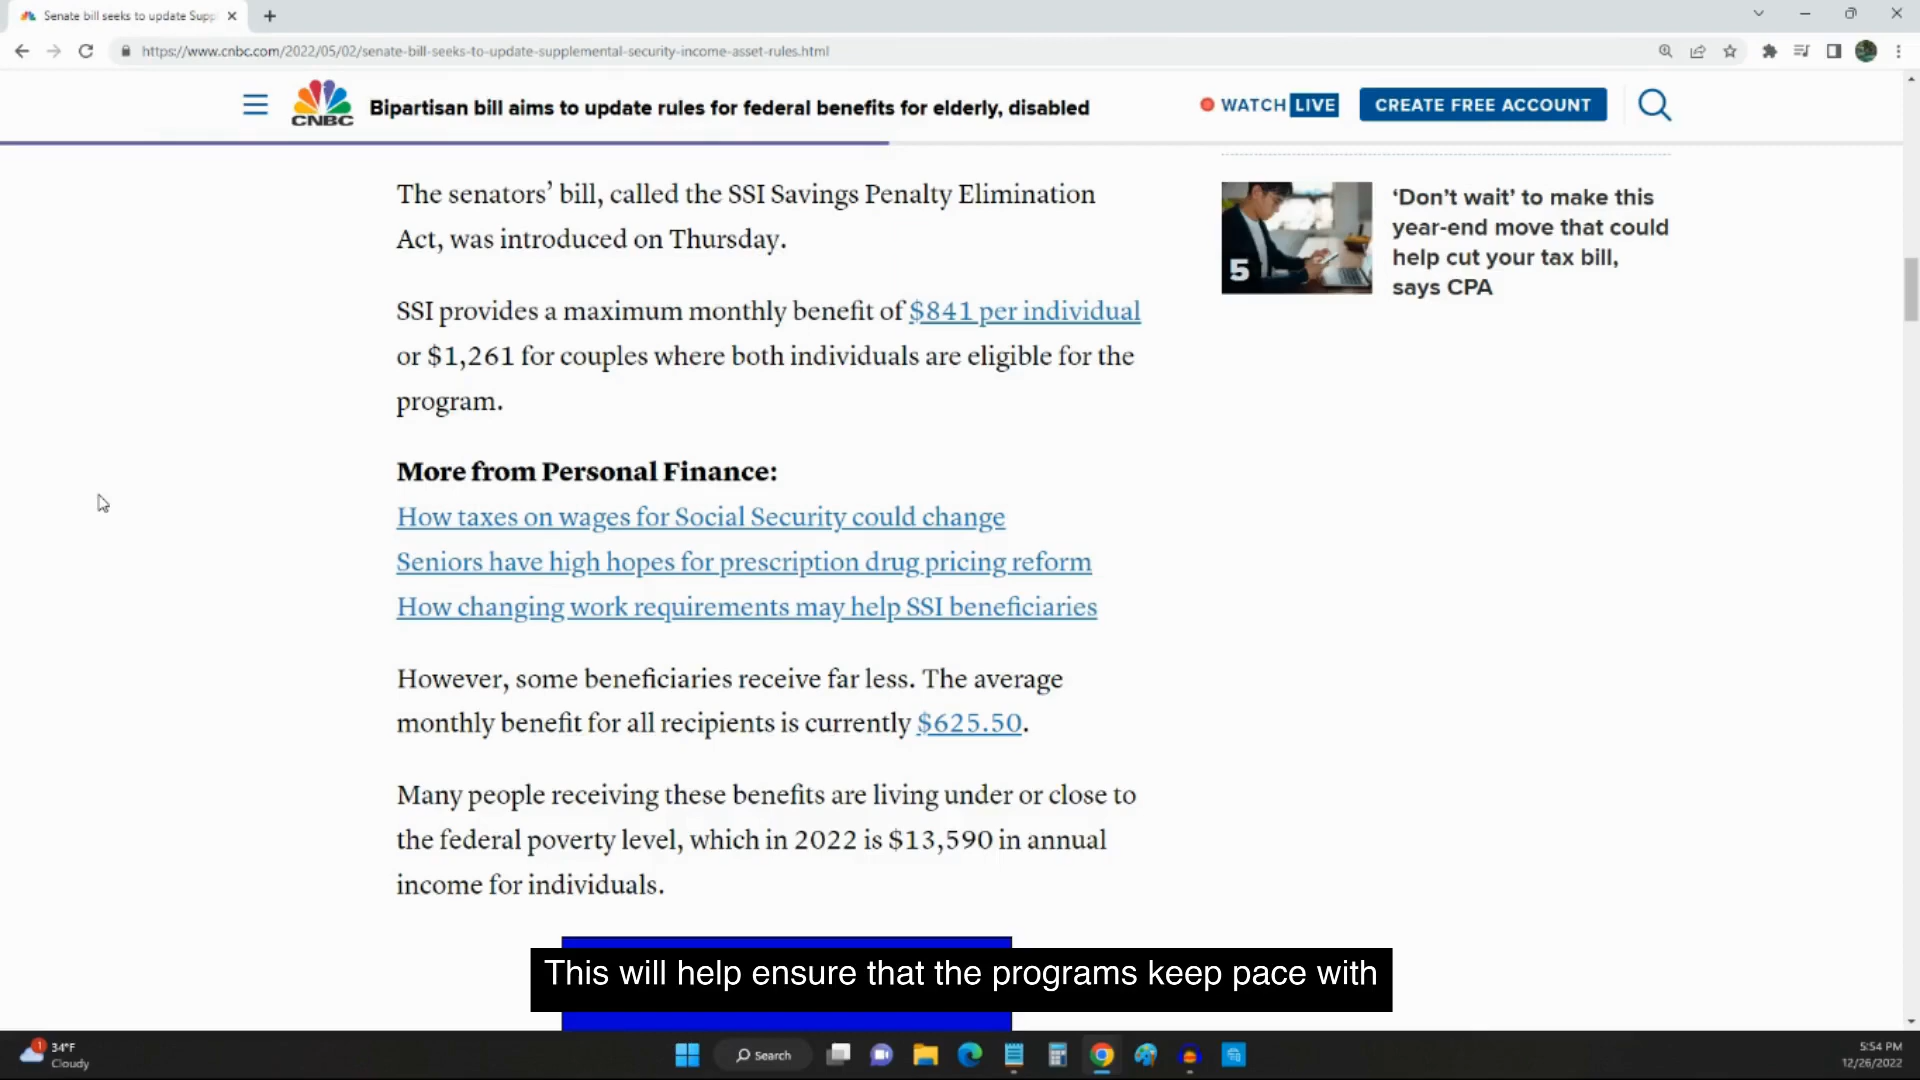 Senate bill seeks to update Supp
https://www.cnbc.com/2022/05/02/senate-bill-seeks-to-update-supplemental-security-income-asset-rules.html
CNBC
Bipartisan bill aims to update rules for federal benefits for elderly, disabled
WATCH LIVE
CREATE FREE ACCOUNT
The senators’ bill, called the SSI Savings Penalty Elimination
Act, was introduced on Thursday.
SSI provides a maximum monthly benefit of $841 per individual
or $1,261 for couples where both individuals are eligible for the
program.
More from Personal Finance:
How taxes on wages for Social Security could change
Seniors have high hopes for prescription drug pricing reform
How changing work requirements may help SSI beneficiaries
However, some beneficiaries receive far less. The average
monthly benefit for all recipients is currently $625.50.
Many people receiving these benefits are living under or close to
the federal poverty level, which in 2022 is $13,590 in annual
income for individuals.
5
‘Don’t wait’ to make this
year-end move that could
help cut your tax bill,
says CPA
This will help ensure that the programs keep pace with
1
34°F
Cloudy
Search
5:54 PM
12/26/2022